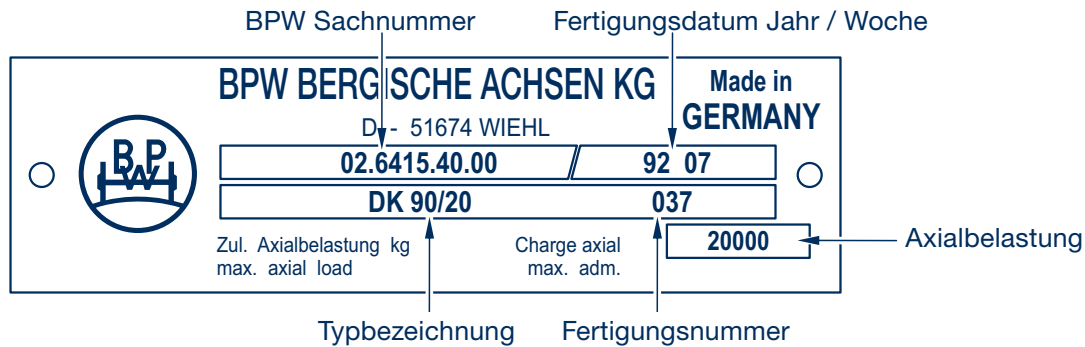 BPW Sachnummer Fertigungsdatum Jahr / Woche
BPW BERGISCHE ACHSEN KG Made in
GERMANY
D - 51674 WIEHL
BPW
02.6415.40.00 92 07
DK 90/20 037
Zul. Axialbelastung kg Charge axial 20000 Axialbelastung
max. axial load max. adm.
Typbezeichnung Fertigungsnummer